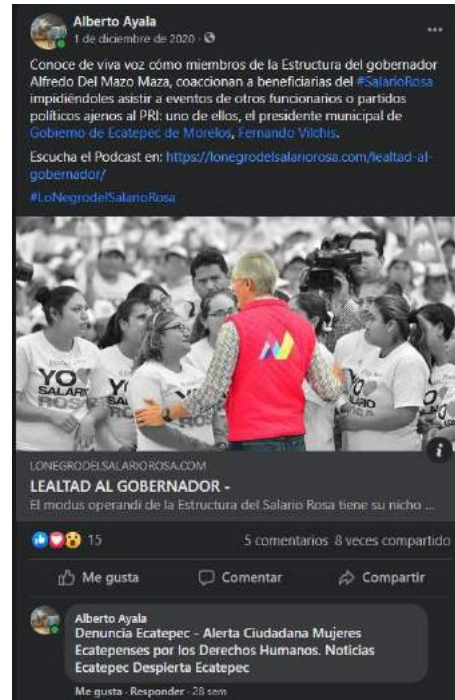 Alberto Ayala
1 de diciembre de 2020 ·
Conoce de viva voz cómo miembros de la Estructura del gobernador
Alfredo Del Mazo Maza, coaccionan a beneficiarias del #SalarioRosa
impidiéndoles asistir a eventos de otros funcionarios o partidos
políticos ajenos al PRI: uno de ellos, el presidente municipal de
Gobierno de Ecatepec de Morelos, Fernando Vilchis.
Escucha el Podcast en: https://lonegrodelsalariorosa.com/lealtad-al-
gobernador/
#LoNegrodelSalarioRosa
YO
SALARIO
ROSA
YO
SALARIO
LONEGRODELSALARIOROSA.COM
LEALTAD AL GOBERNADOR -
El modus operandi de la Estructura del Salario Rosa tiene su nicho ...
15
5 comentarios 8 veces compartido
Me gusta
Comentar
Compartir
Alberto Ayala
Denuncia Ecatepec - Alerta Ciudadana Mujeres
Ecatepenses por los Derechos Humanos. Noticias
Ecatepec Despierta Ecatepec
Me gusta · Responder · 28 sem